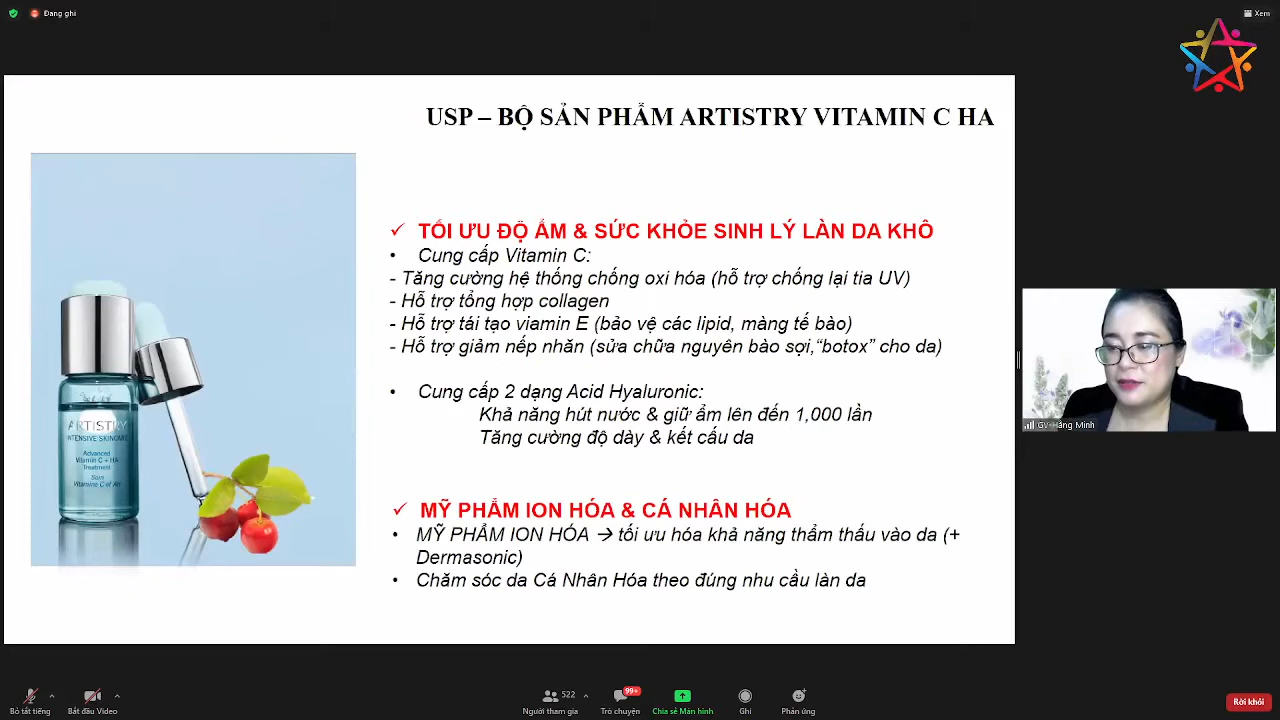 Đang ghi
Xem
USP – BỘ SẢN PHẨM ARTISTRY VITAMIN C HA
✓ TỐI ƯU ĐỘ ẨM & SỨC KHỎE SINH LÝ LÀN DA KHÔ
• Cung cấp Vitamin C:
- Tăng cường hệ thống chống oxi hóa (hỗ trợ chống lại tia UV)
- Hỗ trợ tổng hợp collagen
- Hỗ trợ tái tạo viamin E (bảo vệ các lipid, màng tế bào)
- Hỗ trợ giảm nếp nhăn (sửa chữa nguyên bào sợi,“botox” cho da)
• Cung cấp 2 dạng Acid Hyaluronic:
Khả năng hút nước & giữ ẩm lên đến 1,000 lần
Tăng cường độ dày & kết cấu da
✓ MỸ PHẨM ION HÓA & CÁ NHÂN HÓA
• MỸ PHẨM ION HÓA → tối ưu hóa khả năng thẩm thấu vào da (+
Dermasonic)
• Chăm sóc da Cá Nhân Hóa theo đúng nhu cầu làn da
ARTISTRY
INTENSIVE SKINCARE
Advanced
Vitamin C + HA
Treatment
Soin
Vitamine C et AH
GV-Hằng Minh
Bỏ tắt tiếng
Bắt đầu Video
522
Người tham gia
99+
Trò chuyện
Chia sẻ Màn hình
Ghi
Phản ứng
Rời khỏi